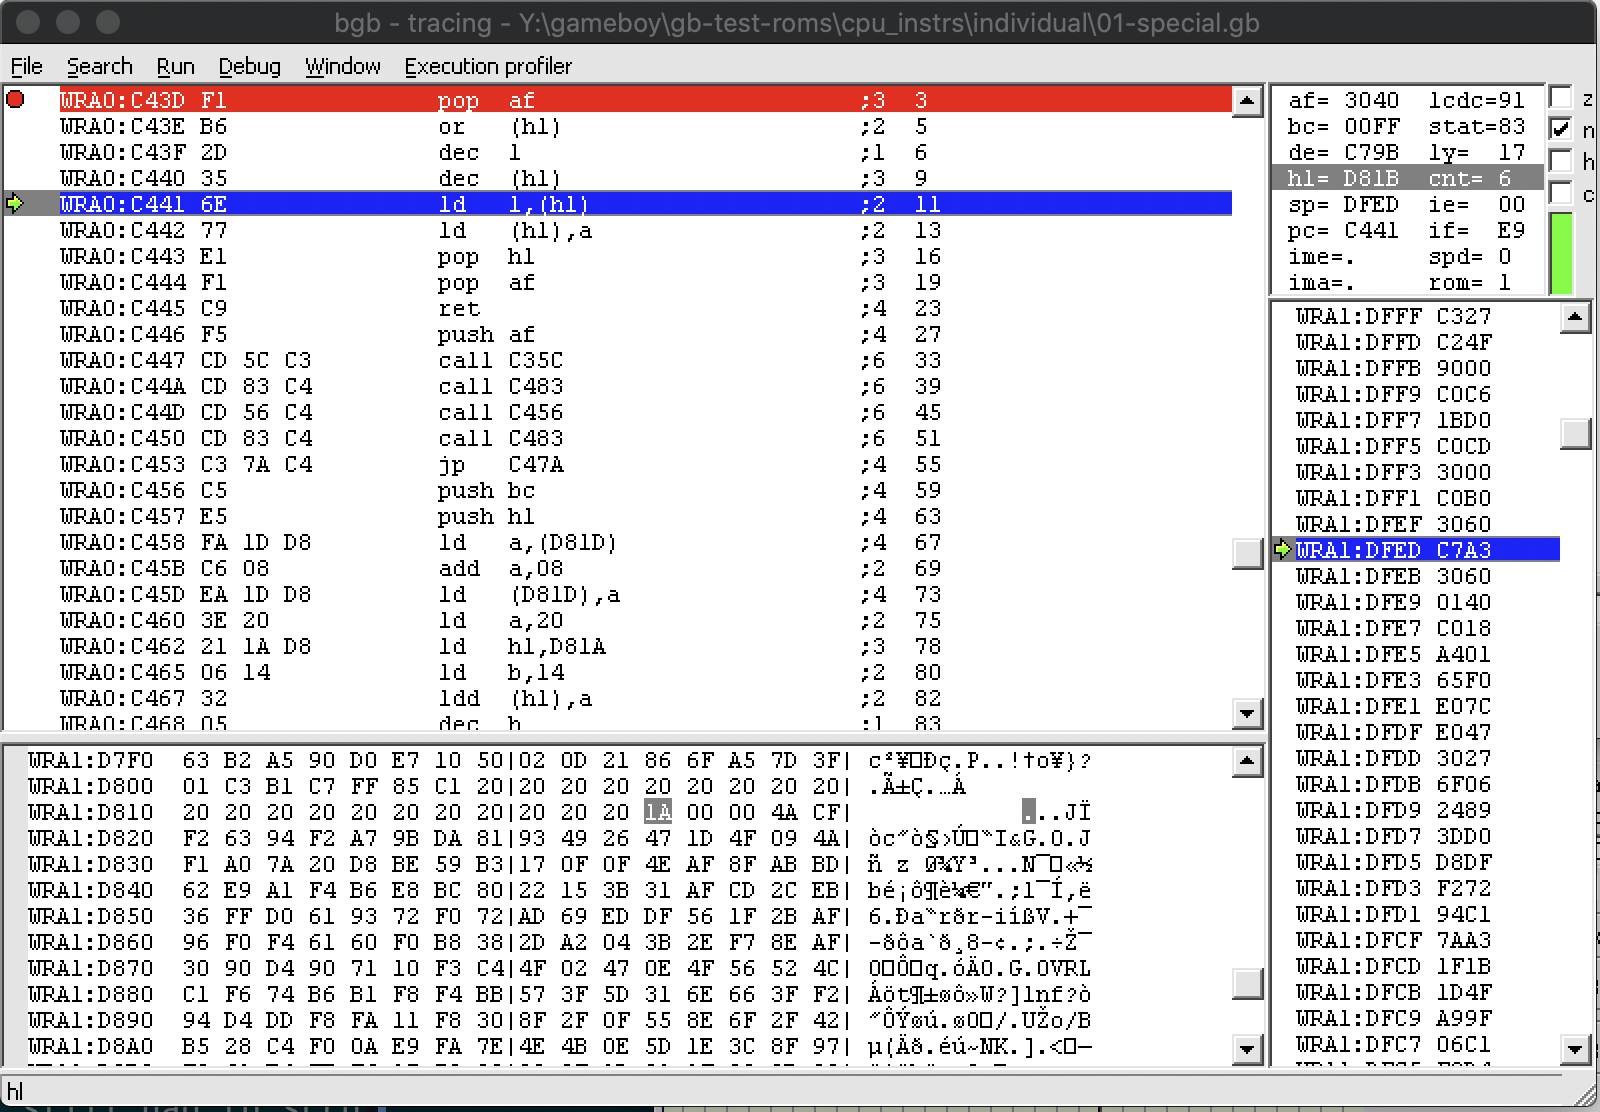 bgb - tracing - Y:\gameboy\gb-test-roms\cpu_instrs\individual\01-special.gb
File Search Run Debug Window Execution profiler
WRA0:C43D F1 pop af ;3 3
WRA0:C43E B6 or (hl) ;2 5
WRA0:C43F 2D dec l ;1 6
WRA0:C440 35 dec (hl) ;3 9
WRA0:C441 6E ld l,(hl) ;2 11
WRA0:C442 77 ld (hl),a ;2 13
WRA0:C443 E1 pop hl ;3 16
WRA0:C444 F1 pop af ;3 19
WRA0:C445 C9 ret ;4 23
WRA0:C446 F5 push af ;4 27
WRA0:C447 CD 5C C3 call C35C ;6 33
WRA0:C44A CD 83 C4 call C483 ;6 39
WRA0:C44D CD 56 C4 call C456 ;6 45
WRA0:C450 CD 83 C4 call C483 ;6 51
WRA0:C453 C3 7A C4 jp C47A ;4 55
WRA0:C456 C5 push bc ;4 59
WRA0:C457 E5 push hl ;4 63
WRA0:C458 FA 1D D8 ld a,(D81D) ;4 67
WRA0:C45B C6 08 add a,08 ;2 69
WRA0:C45D EA 1D D8 ld (D81D),a ;4 73
WRA0:C460 3E 20 ld a,20 ;2 75
WRA0:C462 21 1A D8 ld hl,D81A ;3 78
WRA0:C465 06 14 ld b,14 ;2 80
WRA0:C467 32 ldd (hl),a ;2 82
WRA0:C468 05 dec b ;1 83
af= 3040 lcdc=91 z
bc= 00FF stat=83 n
de= C79B ly= 17 h
hl= D81B cnt= 6 c
sp= DFED ie= 00
pc= C441 if= E9
ime=. spd= 0
ima=. rom= 1
WRA1:DFFF C327
WRA1:DFFD C24F
WRA1:DFFB 9000
WRA1:DFF9 C0C6
WRA1:DFF7 1BD0
WRA1:DFF5 C0CD
WRA1:DFF3 3000
WRA1:DFF1 C0B0
WRA1:DFEF 3060
WRA1:DFED C7A3
WRA1:DFEB 3060
WRA1:DFE9 0140
WRA1:DFE7 C018
WRA1:DFE5 A401
WRA1:DFE3 65F0
WRA1:DFE1 E07C
WRA1:DFDF E047
WRA1:DFDD 3027
WRA1:DFDB 6F06
WRA1:DFD9 2489
WRA1:DFD7 3DD0
WRA1:DFD5 D8DF
WRA1:DFD3 F272
WRA1:DFD1 94C1
WRA1:DFCF 7AA3
WRA1:DFCD 1F1B
WRA1:DFCB 1D4F
WRA1:DFC9 A99F
WRA1:DFC7 06C1
WRA1:D7F0 63 B2 A5 90 D0 E7 10 50|02 0D 21 86 6F A5 7D 3F| c²¥□Ðç.P..!†o¥}?
WRA1:D800 01 C3 B1 C7 FF 85 C1 20|20 20 20 20 20 20 20 20| .Ã±Ç.…Á
WRA1:D810 20 20 20 20 20 20 20 20|20 20 20 1A 00 00 4A CF| ...JÏ
WRA1:D820 F2 63 94 F2 A7 9B DA 81|93 49 26 47 1D 4F 09 4A| òc”ò§›Ú□“I&G.O.J
WRA1:D830 F1 A0 7A 20 D8 BE 59 B3|17 0F 0F 4E AF 8F AB BD| ñ z Ø¾Y³...N¯□«½
WRA1:D840 62 E9 A1 F4 B6 E8 BC 80|22 15 3B 31 AF CD 2C EB| bé¡ô¶è¼€".;1¯Í,ë
WRA1:D850 36 FF D0 61 93 72 F0 72|AD 69 ED DF 56 1F 2B AF| 6.Ða“rðr-iíßV.+¯
WRA1:D860 96 F0 F4 61 60 F0 B8 38|2D A2 04 3B 2E F7 8E AF| –ðôa`ð¸8-¢.;.÷Ž¯
WRA1:D870 30 90 D4 90 71 10 F3 C4|4F 02 47 0E 4F 56 52 4C| 0□Ô□q.óÄO.G.OVRL
WRA1:D880 C1 F6 74 B6 B1 F8 F4 BB|57 3F 5D 31 6E 66 3F F2| Áöt¶±øô»W?]1nf?ò
WRA1:D890 94 D4 DD F8 FA 11 F8 30|8F 2F 0F 55 8E 6F 2F 42| ”ÔÝøú.ø0□/.UŽo/B
WRA1:D8A0 B5 28 C4 F0 0A E9 FA 7E|4E 4B 0E 5D 1E 3C 8F 97| µ(Äð.éú~NK.].<□—
hl